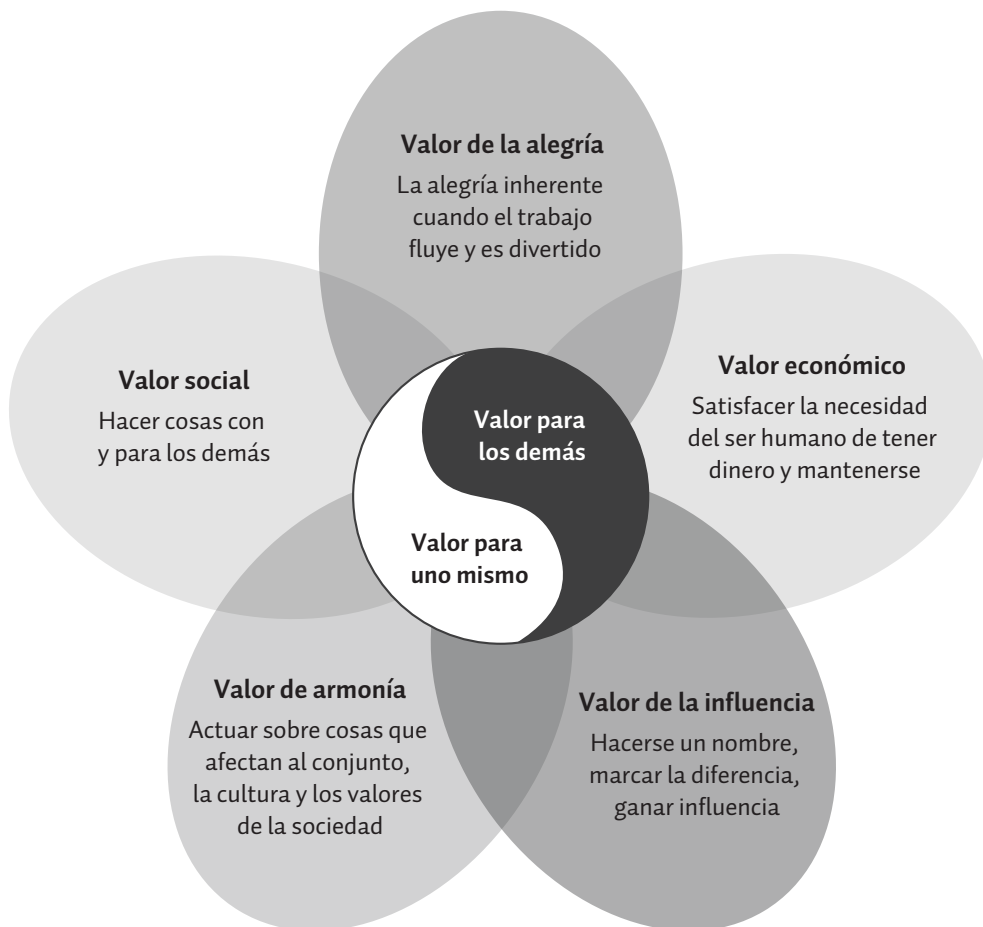 Valor de la alegría
La alegría inherente
cuando el trabajo
fluye y es divertido
Valor social
Hacer cosas con
y para los demás
Valor económico
Satisfacer la necesidad
del ser humano de tener
dinero y mantenerse
Valor para
los demás
Valor para
uno mismo
Valor de armonía
Actuar sobre cosas que
afectan al conjunto,
la cultura y los valores
de la sociedad
Valor de la influencia
Hacerse un nombre,
marcar la diferencia,
ganar influencia